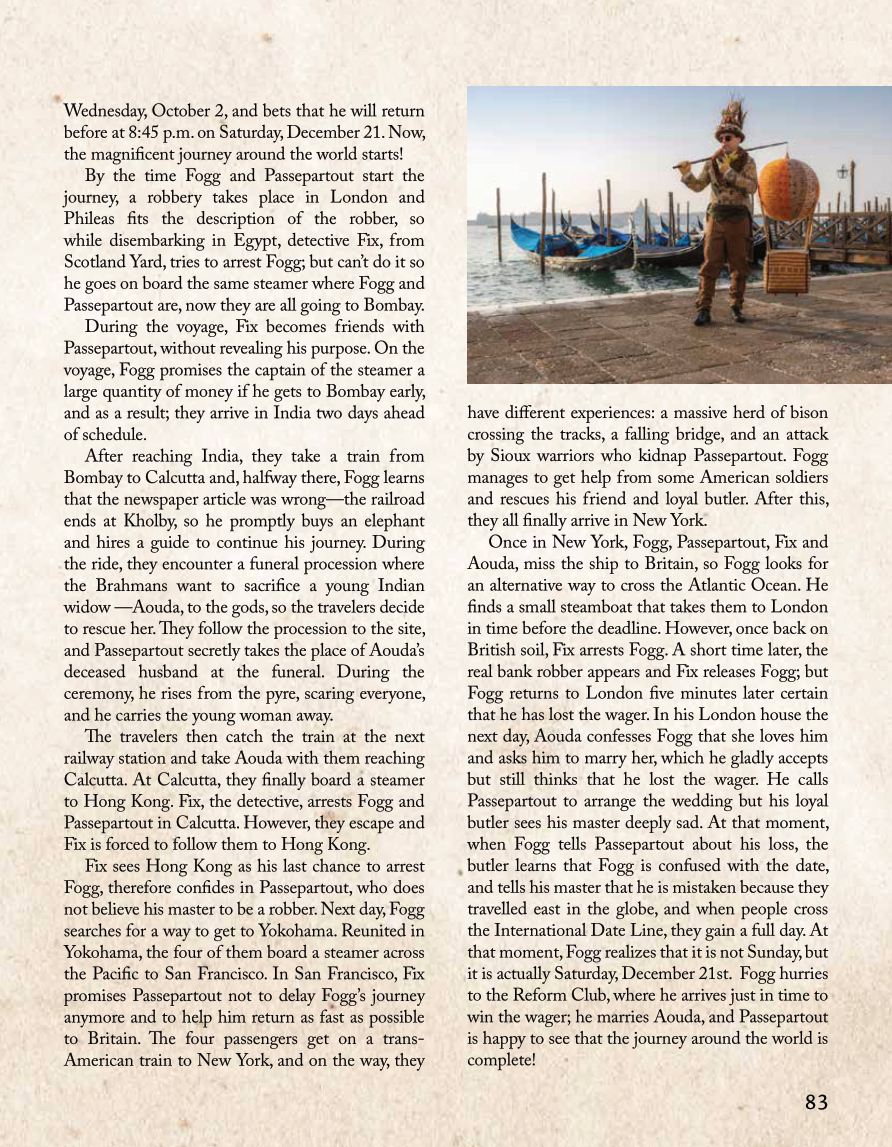 Wednesday, October 2, and bets that he will return
before at 8:45 p.m. on Saturday, December 21. Now,
the magnificent journey around the world starts!
By the time Fogg and Passepartout start the
journey, a robbery takes place in London and
Phileas fits the description of the robber, so
while disembarking in Egypt, detective Fix, from
Scotland Yard, tries to arrest Fogg; but can't do it so
he goes on board the same steamer where Fogg and
Passepartout are, now they are all going to Bombay.
During the voyage, Fix becomes friends with
Passepartout, without revealing his purpose. On the
voyage, Fogg promises the captain of the steamer a
large quantity of money if he gets to Bombay early,
and as a result; they arrive in India two days ahead
of schedule.
After reaching India, they take a train from
Bombay to Calcutta and, halfway there, Fogg learns
that the newspaper article was wrong—the railroad
ends at Kholby, so he promptly buys an elephant
and hires a guide to continue his journey. During
the ride, they encounter a funeral procession where
the Brahmans want to sacrifice a young Indian
widow —Aouda, to the gods, so the travelers decide
to rescue her. They follow the procession to the site,
and Passepartout secretly takes the place of Aouda's
deceased husband at the funeral. During the
ceremony, he rises from the pyre, scaring everyone,
and he carries the young woman away.
The travelers then catch the train at the next
railway station and take Aouda with them reaching
Calcutta. At Calcutta, they finally board a steamer
to Hong Kong. Fix, the detective, arrests Fogg and
Passepartout in Calcutta. However, they escape and
Fix is forced to follow them to Hong Kong.
Fix sees Hong Kong as his last chance to arrest
Fogg, therefore confides in Passepartout, who does
not believe his master to be a robber. Next day, Fogg
searches for a way to get to Yokohama. Reunited in
Yokohama, the four of them board a steamer across
the Pacific to San Francisco. In San Francisco, Fix
promises Passepartout not to delay Fogg's journey
anymore and to help him return as fast as possible
to Britain. The four passengers get on a trans-
American train to New York, and on the way, they
have different experiences: a massive herd of bison
crossing the tracks, a falling bridge, and an attack
by Sioux warriors who kidnap Passepartout. Fogg
manages to get help from some American soldiers
and rescues his friend and loyal butler. After this,
they all finally arrive in New York.
Once in New York, Fogg, Passepartout, Fix and
Aouda, miss the ship to Britain, so Fogg looks for
an alternative way to cross the Atlantic Ocean. He
finds a small steamboat that takes them to London
in time before the deadline. However, once back on
British soil, Fix arrests Fogg. A short time later, the
real bank robber appears and Fix releases Fogg; but
Fogg returns to London five minutes later certain
that he has lost the wager. In his London house the
next day, Aouda confesses Fogg that she loves him
and asks him to marry her, which he gladly accepts
but still thinks that he lost the wager. He calls
Passepartout to arrange the wedding but his loyal
butler sees his master deeply sad. At that moment,
when Fogg tells Passepartout about his loss, the
butler learns that Fogg is confused with the date,
and tells his master that he is mistaken because they
travelled east in the globe, and when people cross
the International Date Line, they gain a full day. At
that moment, Fogg realizes that it is not Sunday, but
it is actually Saturday, December 21st. Fogg hurries
to the Reform Club, where he arrives just in time to
win the wager; he marries Aouda, and Passepartout
is happy to see that the journey around the world is
complete!
83